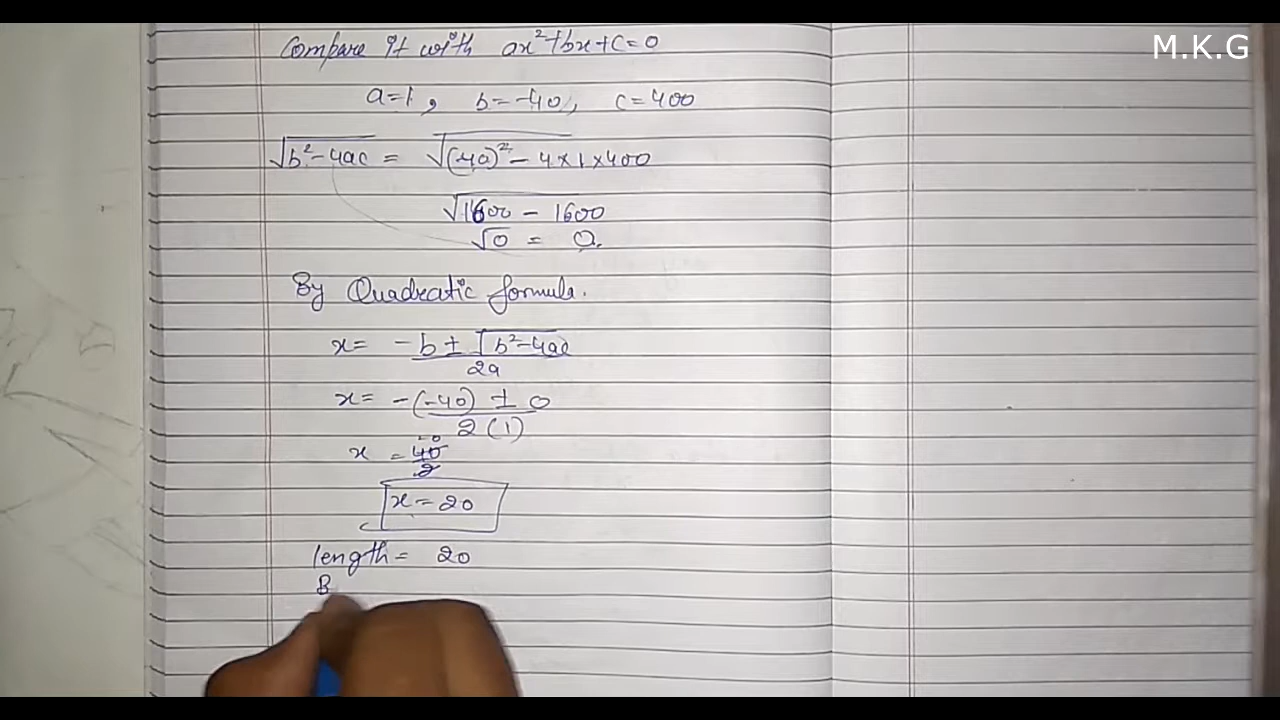 M.K.G
Compare it with ax²+bx+c=0
a=1, b=-40, c=400
√b²-4ac = √(40)²-4×1×400
√1600 - 1600
√0 = 0.
By Quadratic formula.
x= -b±√b²-4ac
2a
x= -(-40) ± 0
2(1)
x = 40
2
x=20
length= 20
B